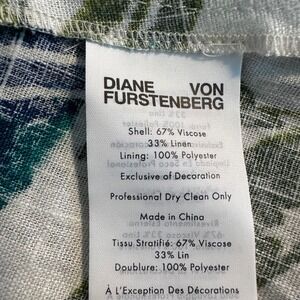 DIANE VON
FURSTENBERG
Shell: 67% Viscose
33% Linen
Lining: 100% Polyester
Exclusive of Decoration
Professional Dry Clean Only
Made in China
Tissu Stratifié: 67% Viscose
33% Lin
Doublure: 100% Polyester
À L'Exception Des Décorations